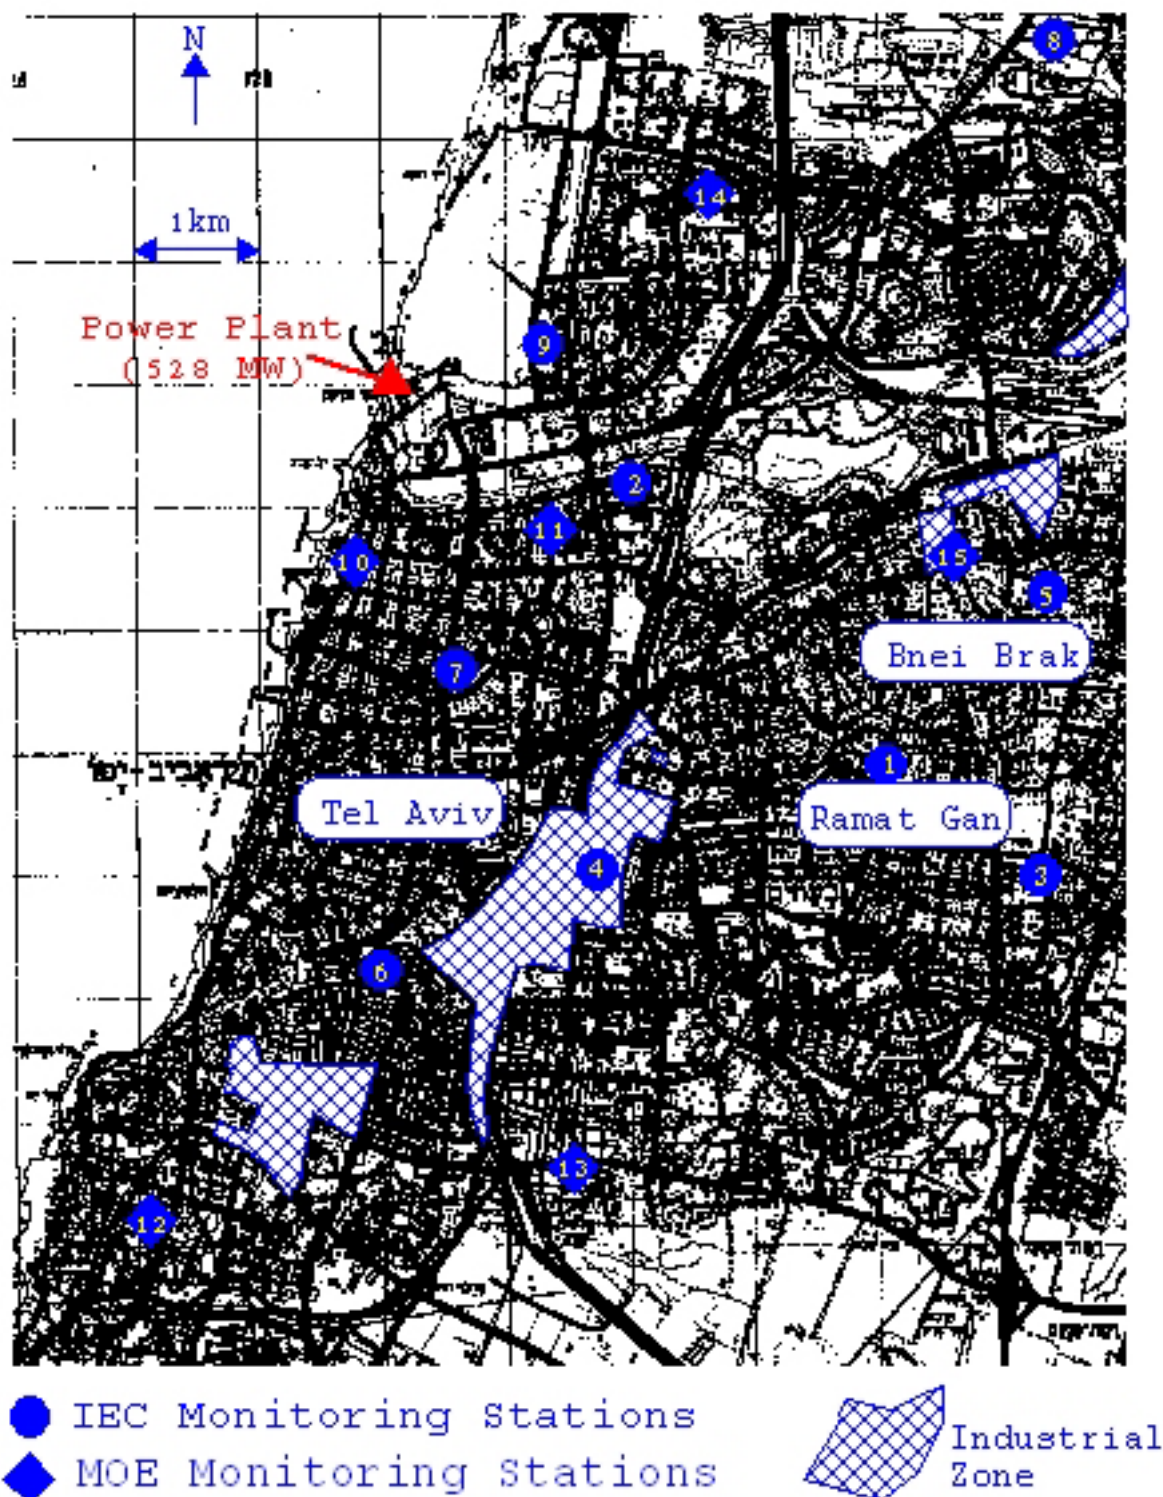 N
8
14
1km
Power Plant
(528 MW)
9
2
11
10
15
5
Bnei Brak
7
1
Tel Aviv
Ramat Gan
4
3
6
13
12
IEC Monitoring Stations
MOE Monitoring Stations
Industrial
Zone